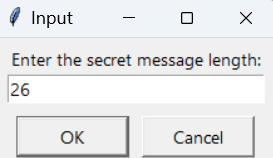 Input
Enter the secret message length:
26
OK
Cancel